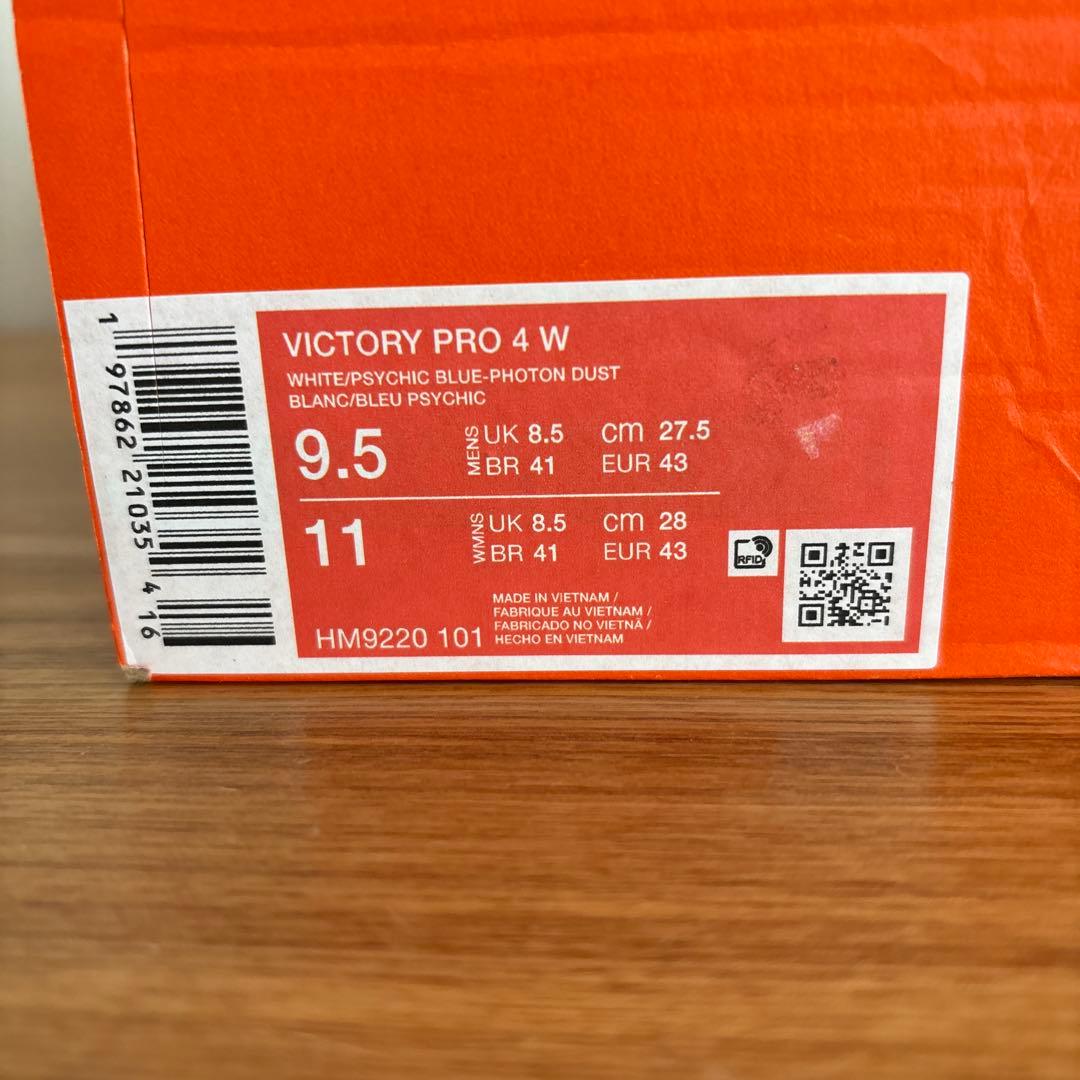 VICTORY PRO 4 W
WHITE/PSYCHIC BLUE-PHOTON DUST
BLANC/BLEU PSYCHIC
9.5 MENS UK 8.5 cm 27.5
BR 41 EUR 43
11 WMNS UK 8.5 cm 28
BR 41 EUR 43
MADE IN VIETNAM /
FABRIQUE AU VIETNAM /
FABRICADO NO VIETNÃ /
HM9220 101 HECHO EN VIETNAM
RFID
1 97862 21035 4 16